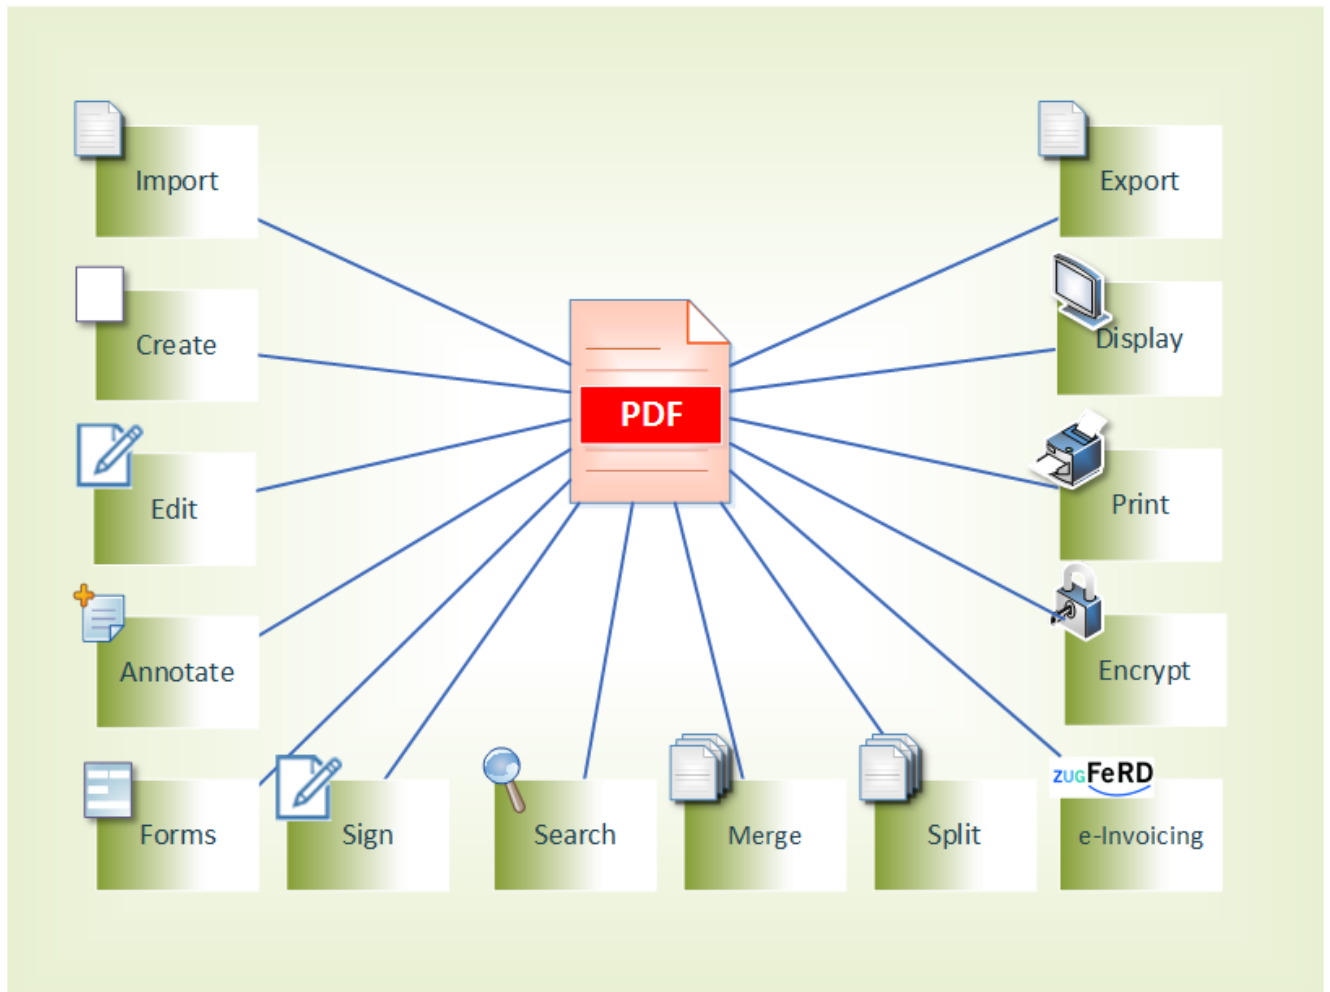 Import
Export
Create
Display
PDF
Edit
Print
Annotate
Encrypt
zugFeRD
Forms
Sign
Search
Merge
Split
e-Invoicing